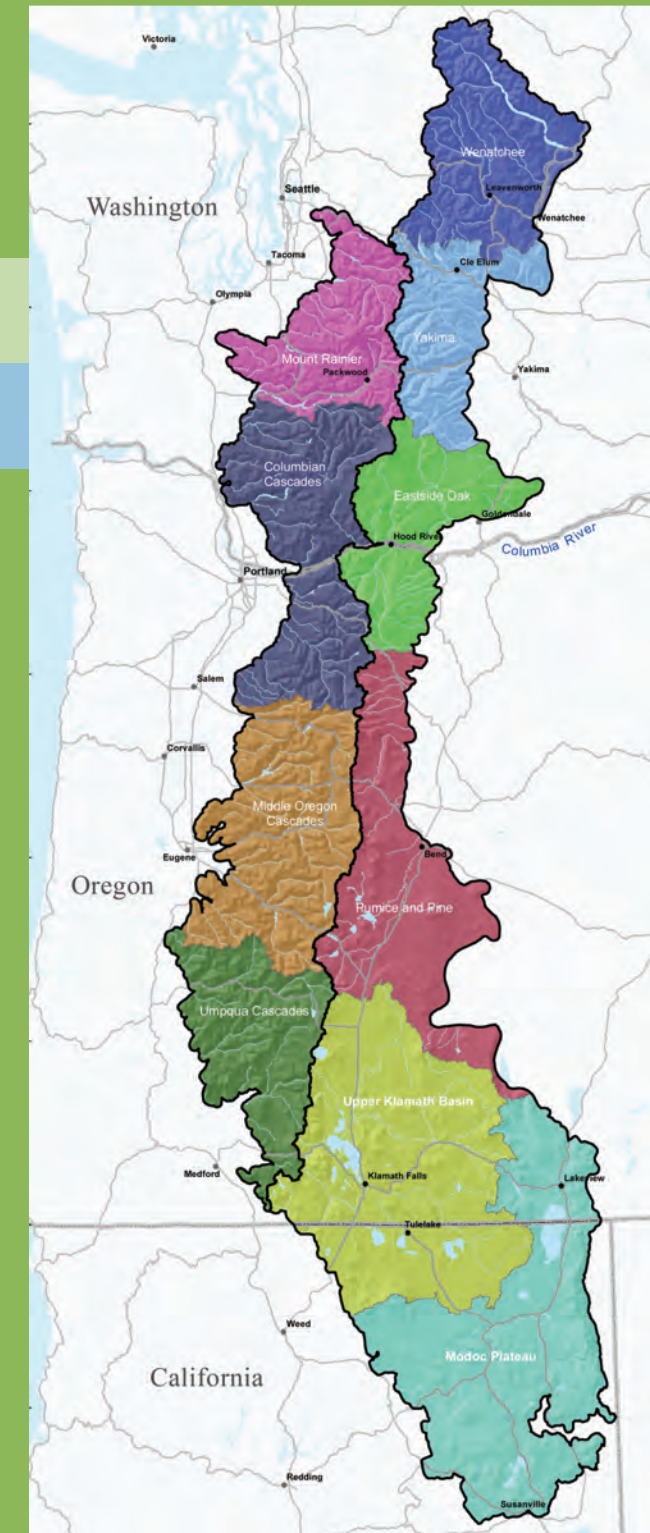 Victoria
Wenatchee
Leavenworth
Seattle
Washington
Wenatchee
Tacoma
Cle Elum
Olympia
Yakima
Mount Rainier
Packwood
Yakima
Columbian
Cascades
Eastside Oak
Goldendale
Hood River
Columbia River
Portland
Salem
Corvallis
Middle Oregon
Cascades
Bend
Eugene
Oregon
Pumice and Pine
Umpqua Cascades
Upper Klamath Basin
Medford
Klamath Falls
Lakeview
Tulelake
Weed
Modoc Plateau
California
Redding
Susanville